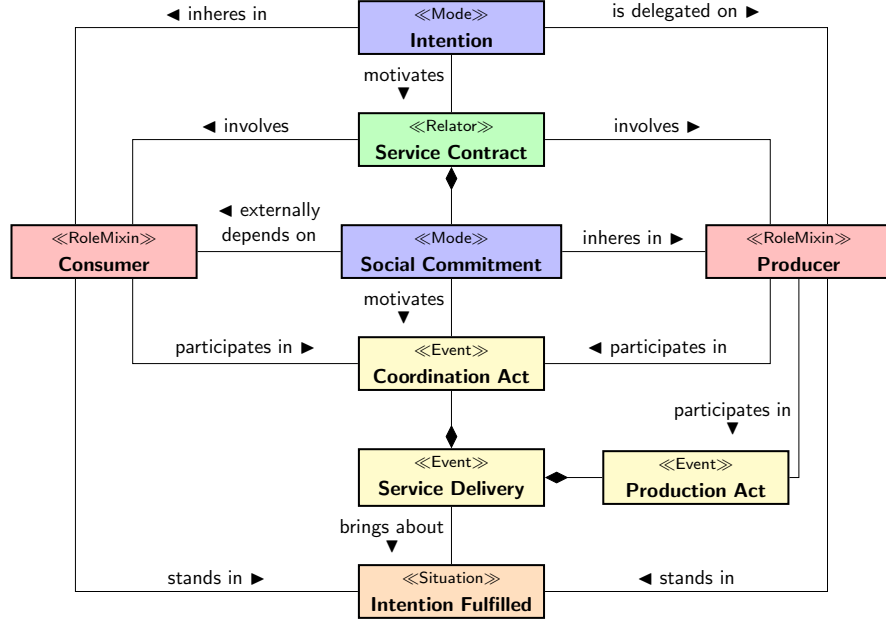 ◄ inheres in
≪Mode≫
Intention
is delegated on ►
motivates
▼
◄ involves
≪Relator≫
Service Contract
involves ►
◄ externally
depends on
≪RoleMixin≫
Consumer
≪Mode≫
Social Commitment
inheres in ►
≪RoleMixin≫
Producer
motivates
▼
participates in ►
≪Event≫
Coordination Act
◄ participates in
participates in
▼
≪Event≫
Service Delivery
≪Event≫
Production Act
brings about
▼
stands in ►
≪Situation≫
Intention Fulfilled
◄ stands in